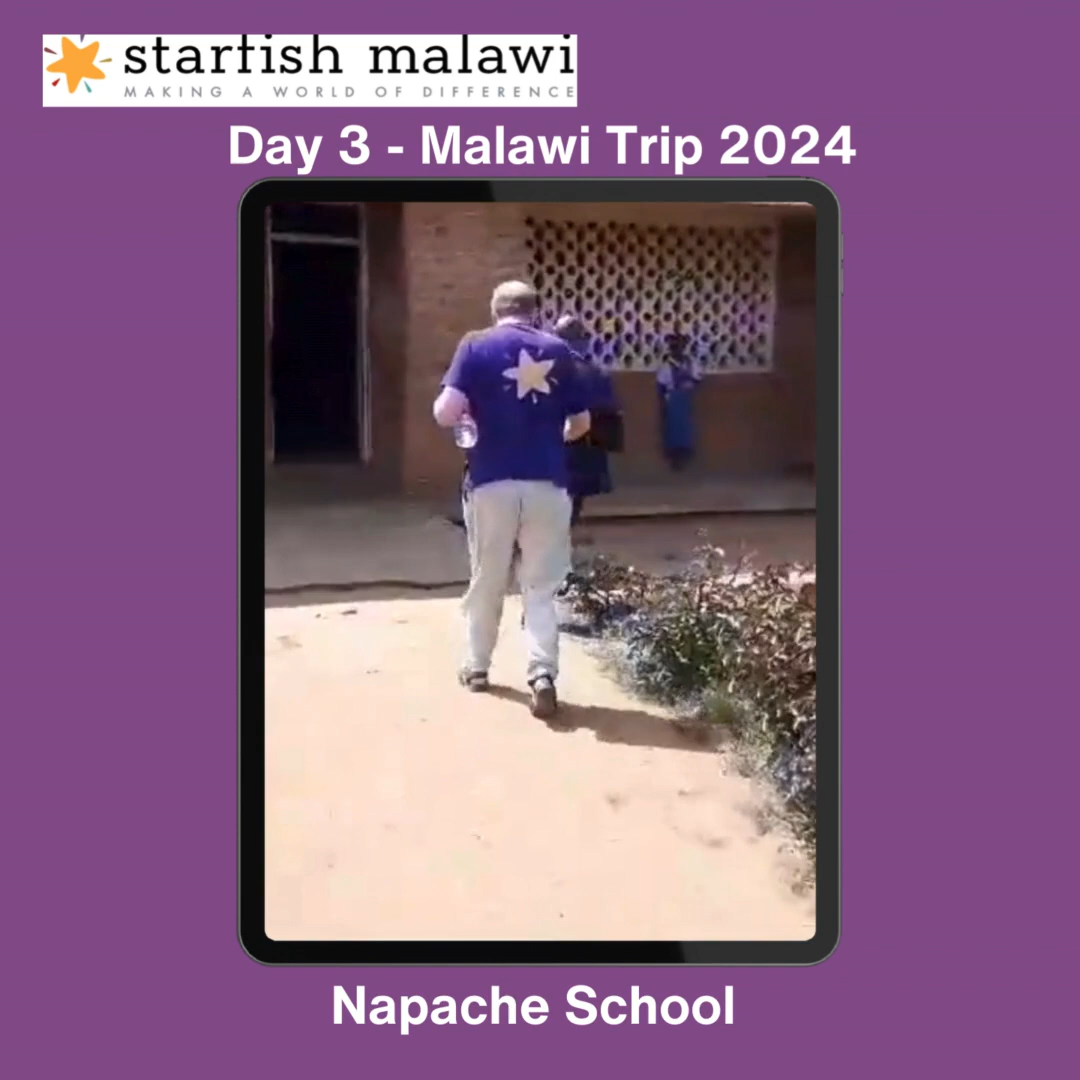 starfish malawi
MAKING A WORLD OF DIFFERENCE
Day 3 - Malawi Trip 2024
Napache School